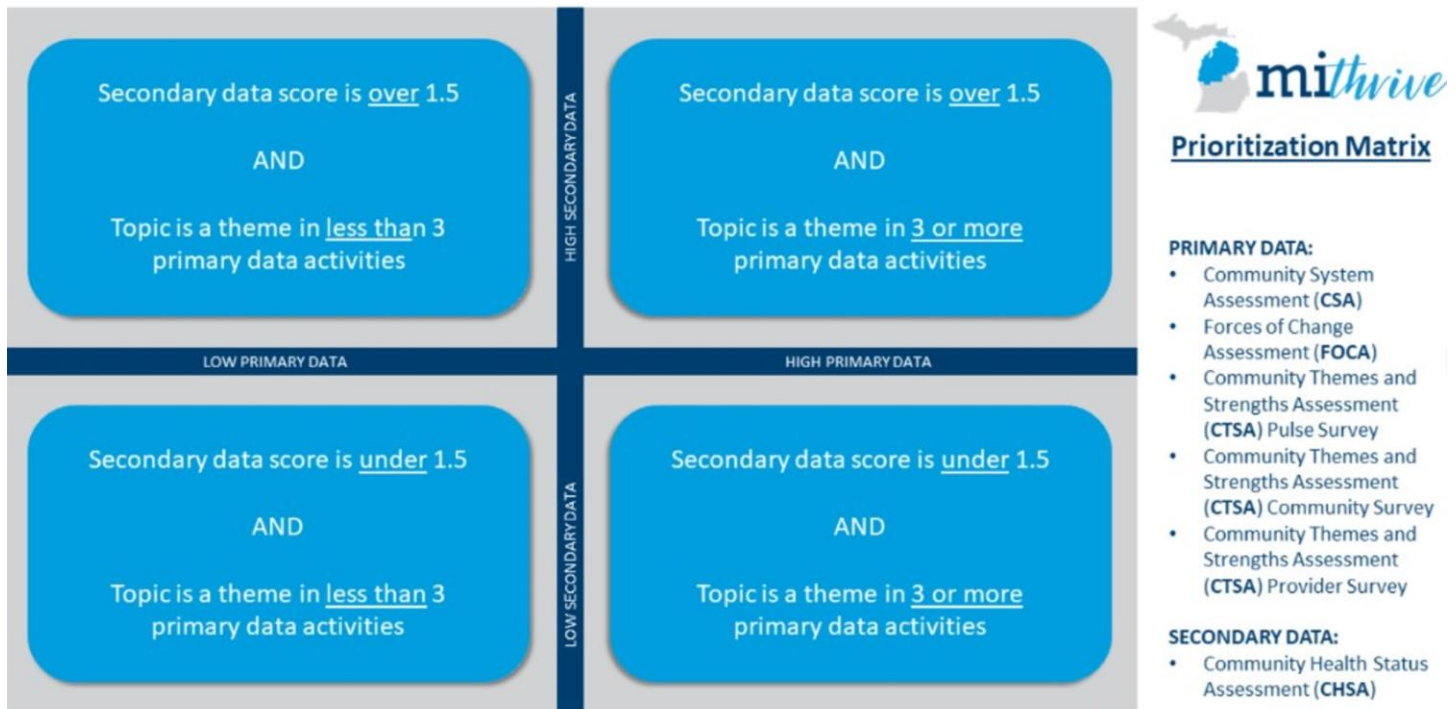 Secondary data score is over 1.5
AND
Topic is a theme in less than 3
primary data activities
HIGH SECONDARY DATA
Secondary data score is over 1.5
AND
Topic is a theme in 3 or more
primary data activities
LOW PRIMARY DATA
HIGH PRIMARY DATA
Secondary data score is under 1.5
AND
Topic is a theme in less than 3
primary data activities
LOW SECONDARY DATA
Secondary data score is under 1.5
AND
Topic is a theme in 3 or more
primary data activities
mithrive
Prioritization Matrix
PRIMARY DATA:
• Community System
Assessment (CSA)
• Forces of Change
Assessment (FOCA)
• Community Themes and
Strengths Assessment
(CTSA) Pulse Survey
• Community Themes and
Strengths Assessment
(CTSA) Community Survey
• Community Themes and
Strengths Assessment
(CTSA) Provider Survey
SECONDARY DATA:
• Community Health Status
Assessment (CHSA)